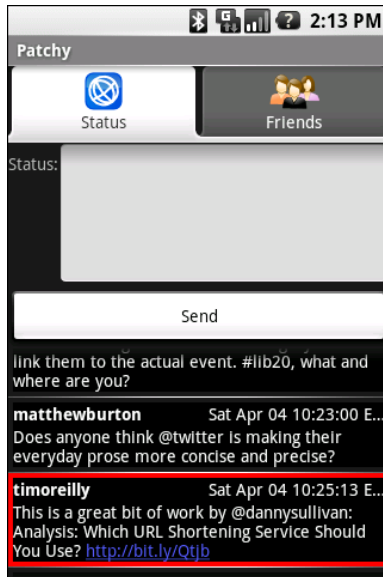 2:13 PM
Patchy
Status
Friends
Status:
Send
link them to the actual event. #lib20, what and
where are you?
matthewburton Sat Apr 04 10:23:00 E...
Does anyone think @twitter is making their
everyday prose more concise and precise?
timoreilly Sat Apr 04 10:25:13 E...
This is a great bit of work by @dannysullivan:
Analysis: Which URL Shortening Service Should
You Use? http://bit.ly/Qtjb